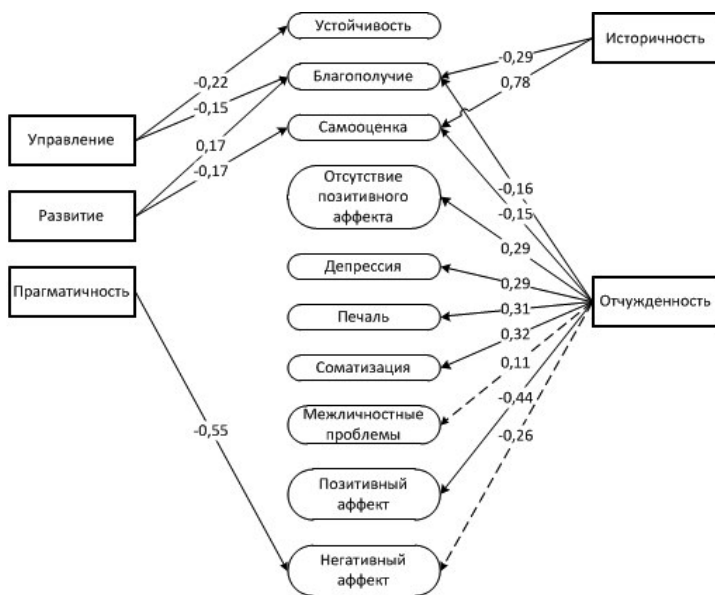 Устойчивость
Историчность
-0,29
Благополучие
-0,22
0,78
-0,15
Самооценка
Управление
0,17
-0,17
Отсутствие
позитивного
аффекта
-0,16
Развитие
-0,15
0,29
Депрессия
0,29
Прагматичность
Отчужденность
0,31
Печаль
0,32
Соматизация
0,11
-0,44
Межличностные
проблемы
-0,55
-0,26
Позитивный
аффект
Негативный
аффект